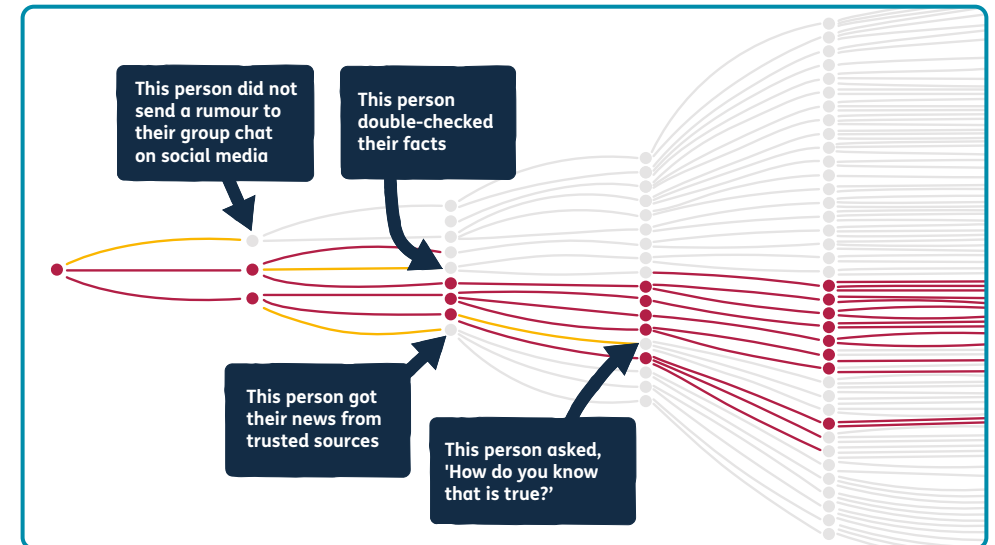 This person did not
send a rumour to
their group chat
on social media
This person
double-checked
their facts
This person got
their news from
trusted sources
This person asked,
'How do you know
that is true?’